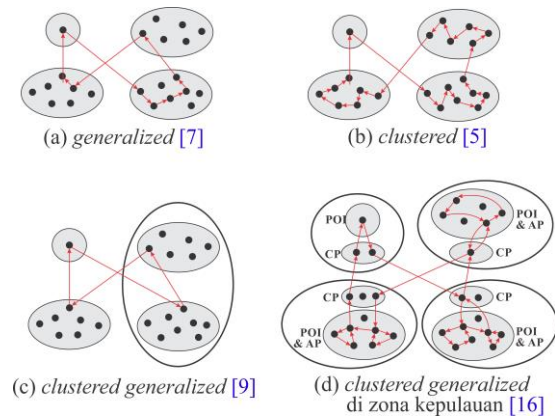 (a) generalized [7]
(b) clustered [5]
(c) clustered generalized [9]
POI
CP
POI
& AP
CP
CP
POI
& AP
CP
POI
& AP
(d) clustered generalized
di zona kepulauan [16]